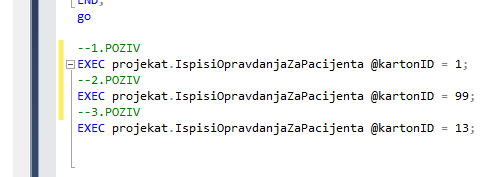 END;
go
--1.POZIV
EXEC projekat.IspisiOpravdanjaZaPacijenta @kartonID = 1;
--2.POZIV
EXEC projekat.IspisiOpravdanjaZaPacijenta @kartonID = 99;
--3.POZIV
EXEC projekat.IspisiOpravdanjaZaPacijenta @kartonID = 13;